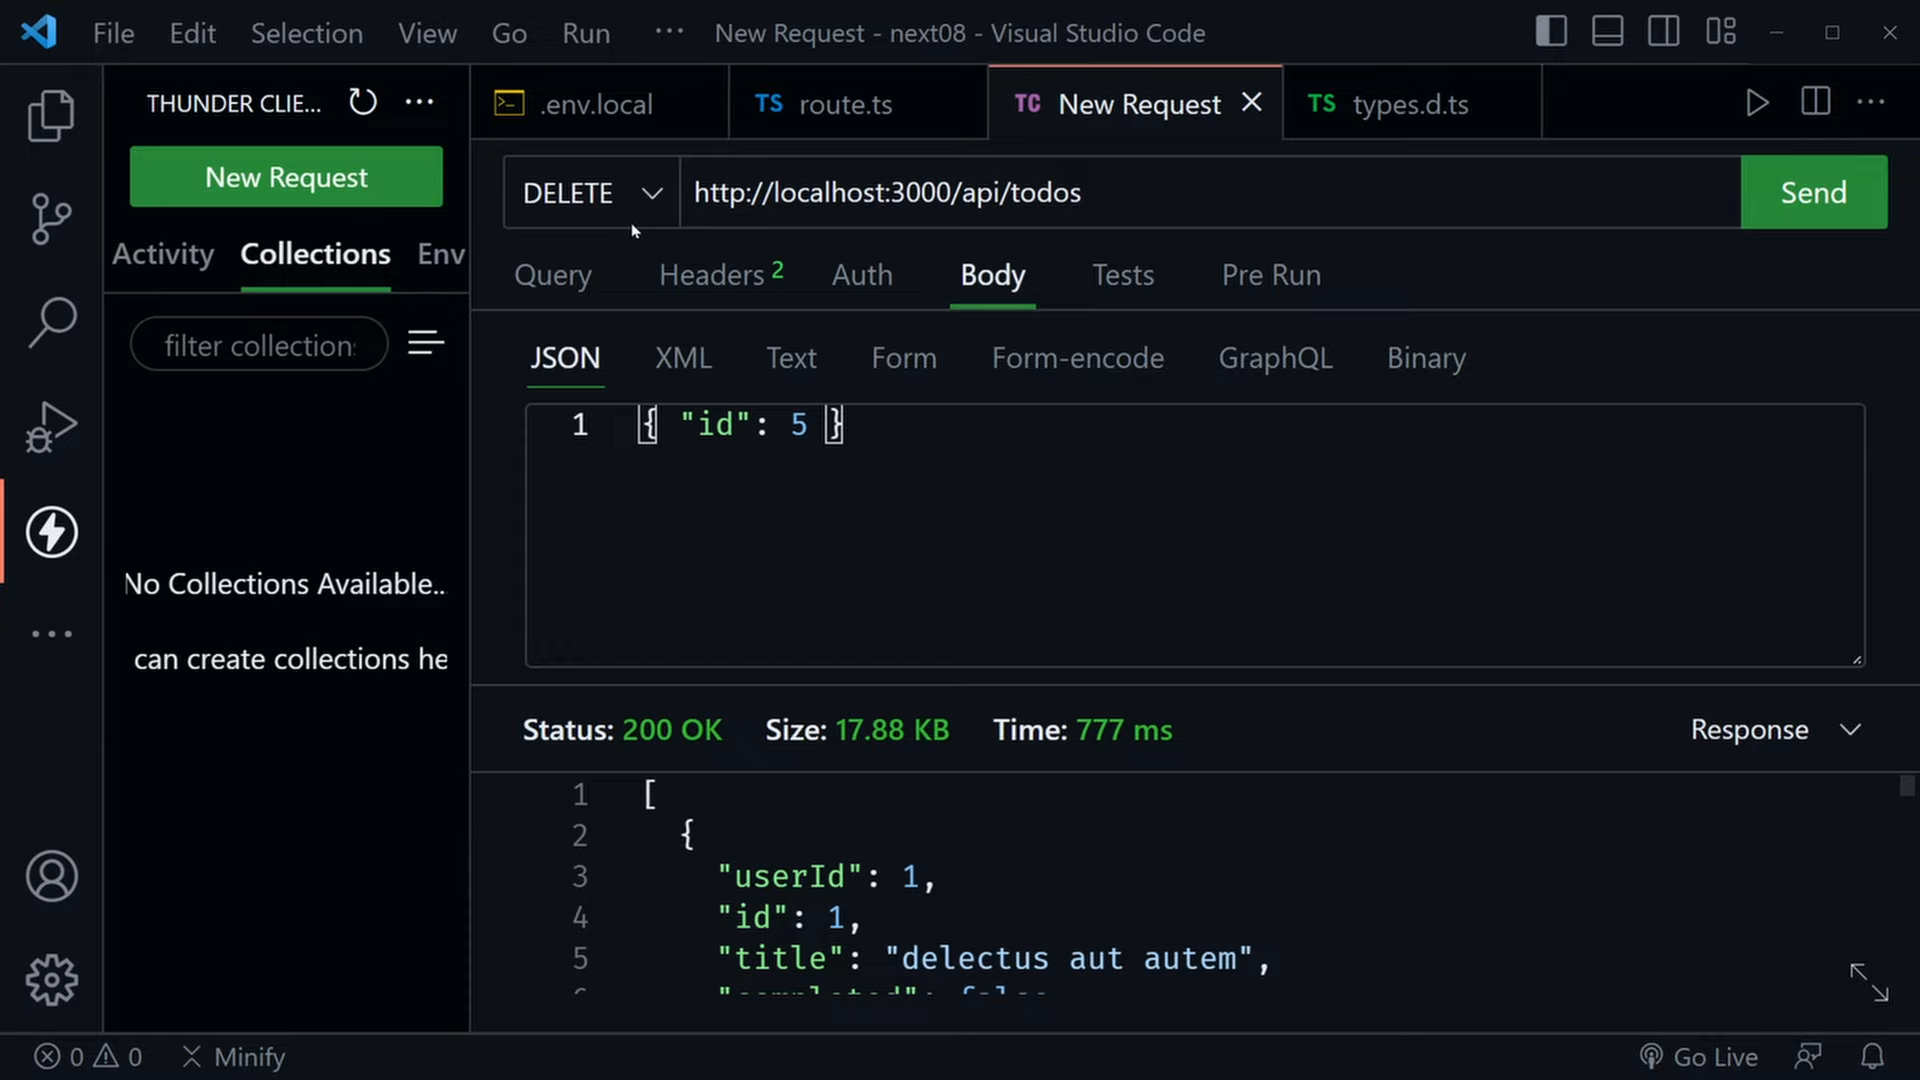 File Edit Selection View Go Run ··· New Request - next08 - Visual Studio Code
THUNDER CLIE... ···
.env.local
TS route.ts
TC New Request
TS types.d.ts
New Request
DELETE http://localhost:3000/api/todos Send
Activity Collections Env
Query Headers 2 Auth Body Tests Pre Run
filter collection
JSON XML Text Form Form-encode GraphQL Binary
1 { "id": 5 }
No Collections Available..
can create collections he
Status: 200 OK Size: 17.88 KB Time: 777 ms Response
1 [
2 {
3 "userId": 1,
4 "id": 1,
5 "title": "delectus aut autem",
0 0 Minify Go Live